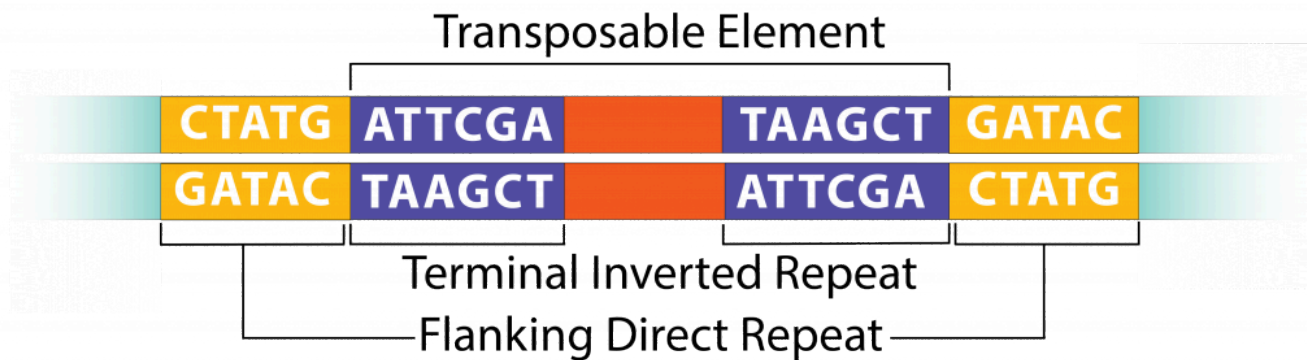 Transposable Element
CTATG ATTCGA TAAGCT GATAC
GATAC TAAGCT ATTCGA CTATG
Terminal Inverted Repeat
Flanking Direct Repeat